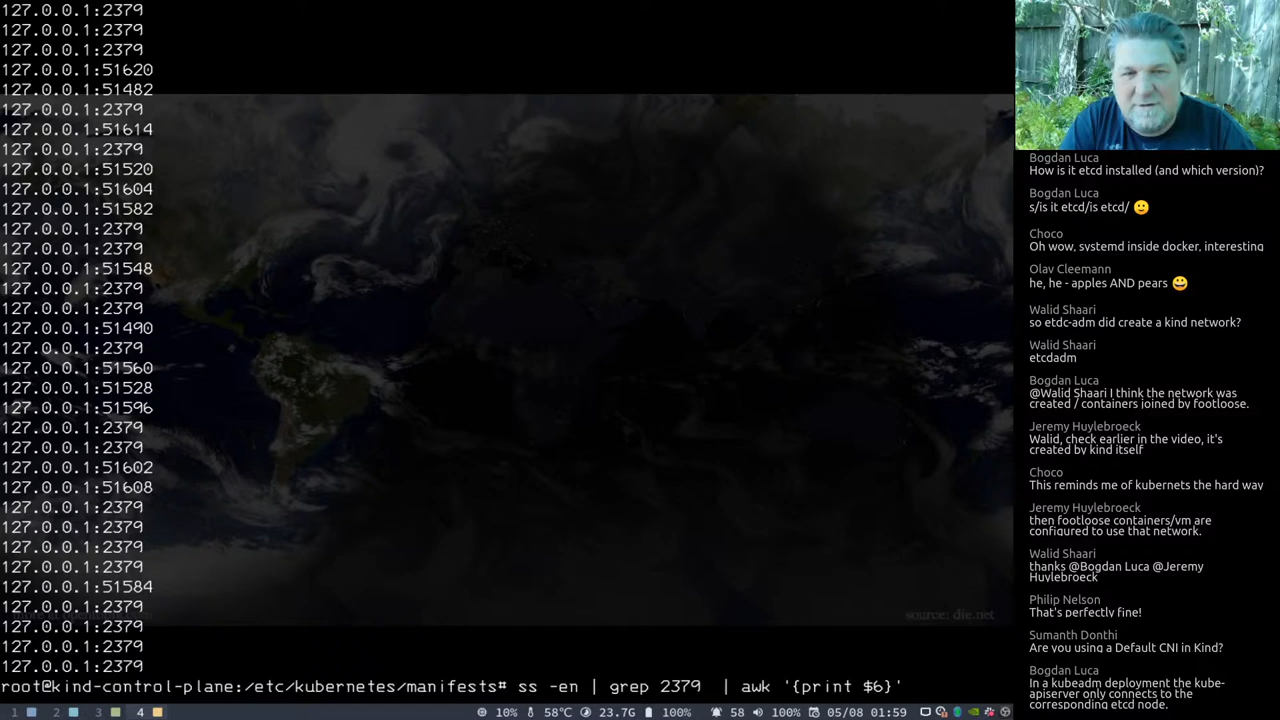 127.0.0.1:2379
127.0.0.1:2379
127.0.0.1:2379
127.0.0.1:51620
127.0.0.1:51482
127.0.0.1:2379
127.0.0.1:51614
127.0.0.1:2379
127.0.0.1:51520
127.0.0.1:51604
127.0.0.1:51582
127.0.0.1:2379
127.0.0.1:2379
127.0.0.1:51548
127.0.0.1:2379
127.0.0.1:2379
127.0.0.1:51490
127.0.0.1:2379
127.0.0.1:51560
127.0.0.1:51528
127.0.0.1:51596
127.0.0.1:2379
127.0.0.1:2379
127.0.0.1:51602
127.0.0.1:51608
127.0.0.1:2379
127.0.0.1:2379
127.0.0.1:2379
127.0.0.1:2379
127.0.0.1:51584
127.0.0.1:2379
127.0.0.1:2379
127.0.0.1:2379
127.0.0.1:2379
root@kind-control-plane:/etc/kubernetes/manifests# ss -en | grep 2379  | awk '{print $6}'
source: die.net
1 2 3 4 10% 58°C 23.7G 100% 58 100% 05/08 01:59
Bogdan Luca
How is it etcd installed (and which version)?
Bogdan Luca
s/is it etcd/is etcd/ 🙂
Choco
Oh wow, systemd inside docker, interesting
Olav Cleemann
he, he - apples AND pears 😀
Walid Shaari
so etdc-adm did create a kind network?
Walid Shaari
etcdadm
Bogdan Luca
@Walid Shaari I think the network was
created / containers joined by footloose.
Jeremy Huylebroeck
Walid, check earlier in the video, it's
created by kind itself
Choco
This reminds me of kubernets the hard way
Jeremy Huylebroeck
then footloose containers/vm are
configured to use that network.
Walid Shaari
thanks @Bogdan Luca @Jeremy
Huylebroeck
Philip Nelson
That's perfectly fine!
Sumanth Donthi
Are you using a Default CNI in Kind?
Bogdan Luca
In a kubeadm deployment the kube-
apiserver only connects to the
corresponding etcd node.